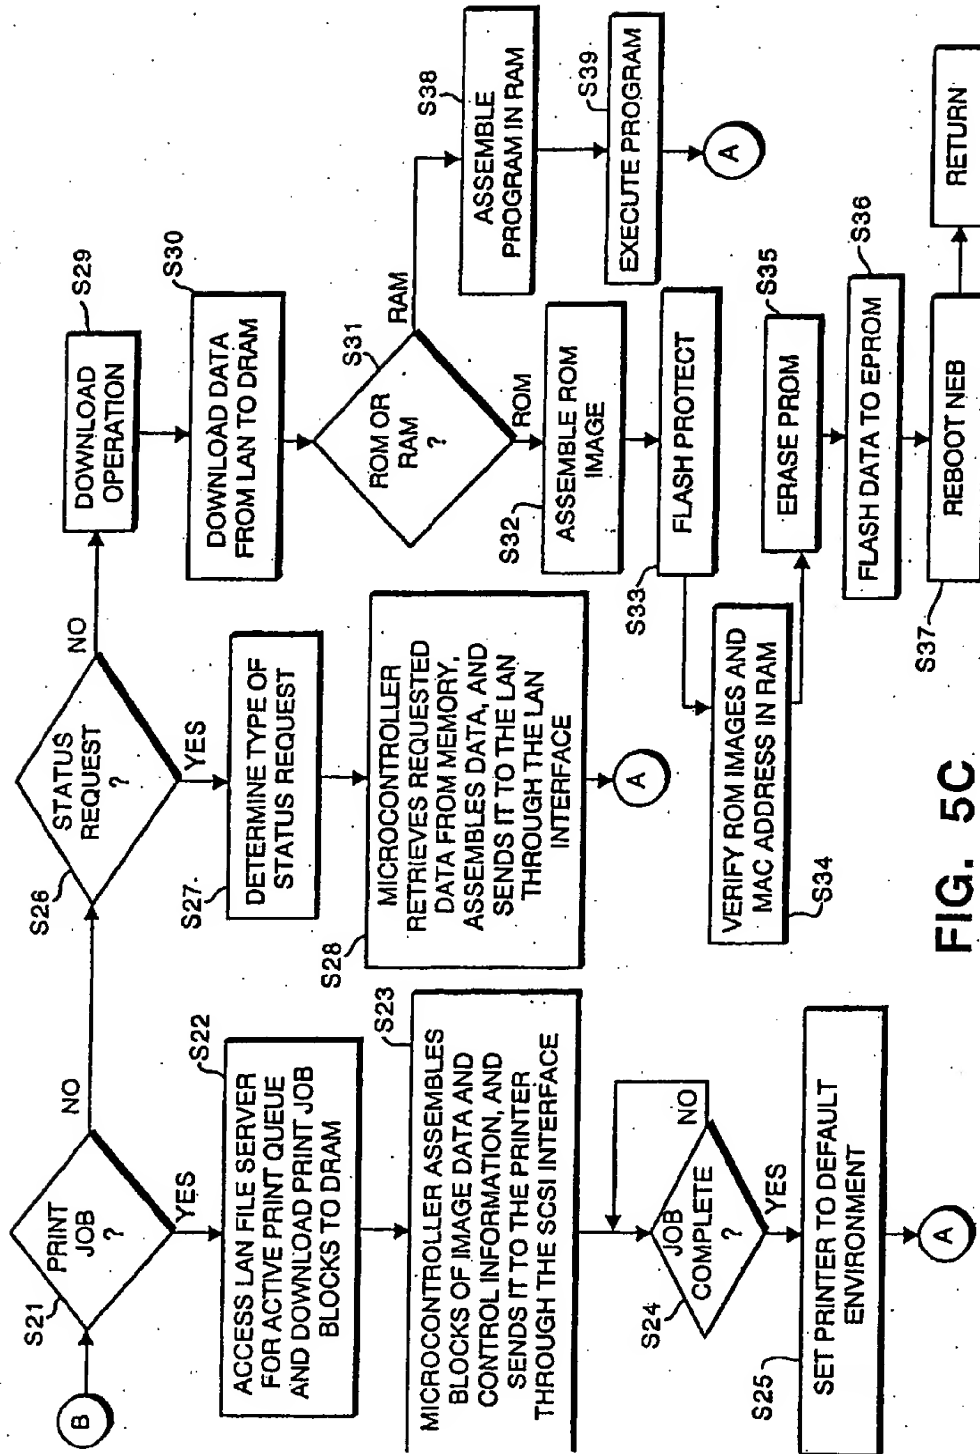 B
S21
PRINT
JOB
?
NO
YES
S22
ACCESS LAN FILE SERVER
FOR ACTIVE PRINT QUEUE
AND DOWNLOAD PRINT JOB
BLOCKS TO DRAM
S23
MICROCONTROLLER ASSEMBLES
BLOCKS OF IMAGE DATA AND
CONTROL INFORMATION, AND
SENDS IT TO THE PRINTER
THROUGH THE SCSI INTERFACE
S24
JOB
COMPLETE
?
NO
YES
S25
SET PRINTER TO DEFAULT
ENVIRONMENT
A
S26
STATUS
REQUEST
?
NO
YES
S27
DETERMINE TYPE OF
STATUS REQUEST
S28
MICROCONTROLLER
RETRIEVES REQUESTED
DATA FROM MEMORY,
ASSEMBLES DATA, AND
SENDS IT TO THE LAN
THROUGH THE LAN
INTERFACE
A
S29
DOWNLOAD
OPERATION
S30
DOWNLOAD DATA
FROM LAN TO DRAM
S31
ROM OR
RAM
?
RAM
ROM
S32
ASSEMBLE ROM
IMAGE
S33
FLASH PROTECT
VERIFY ROM IMAGES AND
MAC ADDRESS IN RAM
S34
S35
ERASE PROM
S36
FLASH DATA TO EPROM
S37
REBOOT NEB
RETURN
S38
ASSEMBLE
PROGRAM IN RAM
S39
EXECUTE PROGRAM
A
FIG. 5C